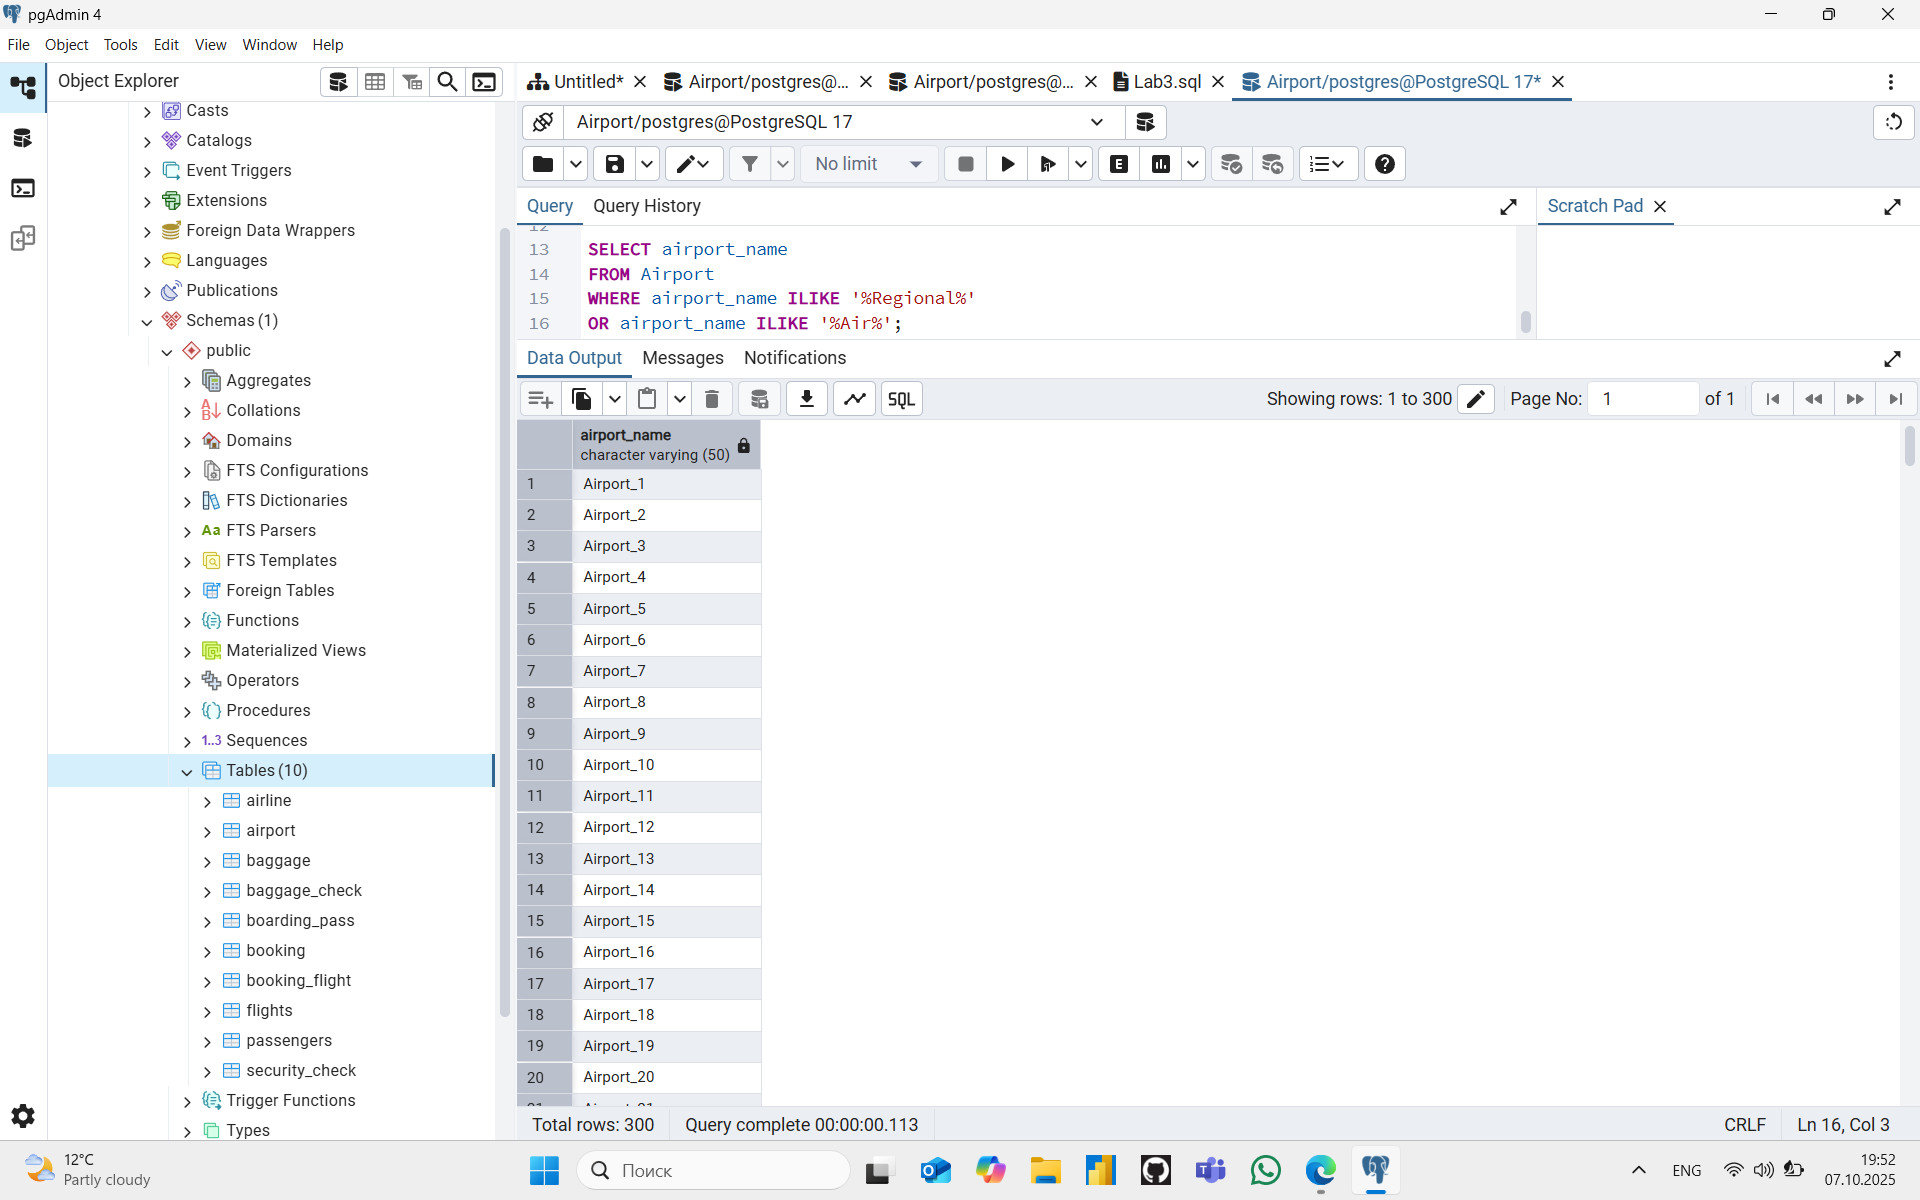 pgAdmin 4
File Object Tools Edit View Window Help
Object Explorer
Casts
Catalogs
Event Triggers
Extensions
Foreign Data Wrappers
Languages
Publications
Schemas (1)
public
Aggregates
Collations
Domains
FTS Configurations
FTS Dictionaries
Aa FTS Parsers
FTS Templates
Foreign Tables
Functions
Materialized Views
Operators
Procedures
1..3 Sequences
Tables (10)
airline
airport
baggage
baggage_check
boarding_pass
booking
booking_flight
flights
passengers
security_check
Trigger Functions
Types
Untitled* Airport/postgres@... Airport/postgres@... Lab3.sql Airport/postgres@PostgreSQL 17*
Airport/postgres@PostgreSQL 17
No limit E
Query Query History
Scratch Pad
12
13 SELECT airport_name
14 FROM Airport
15 WHERE airport_name ILIKE '%Regional%'
16 OR airport_name ILIKE '%Air%';
Data Output Messages Notifications
SQL Showing rows: 1 to 300 Page No: 1 of 1
airport_name
character varying (50)
1 Airport_1
2 Airport_2
3 Airport_3
4 Airport_4
5 Airport_5
6 Airport_6
7 Airport_7
8 Airport_8
9 Airport_9
10 Airport_10
11 Airport_11
12 Airport_12
13 Airport_13
14 Airport_14
15 Airport_15
16 Airport_16
17 Airport_17
18 Airport_18
19 Airport_19
20 Airport_20
Total rows: 300 Query complete 00:00:00.113 CRLF Ln 16, Col 3
12°C
Partly cloudy
Поиск
ENG
19:52
07.10.2025